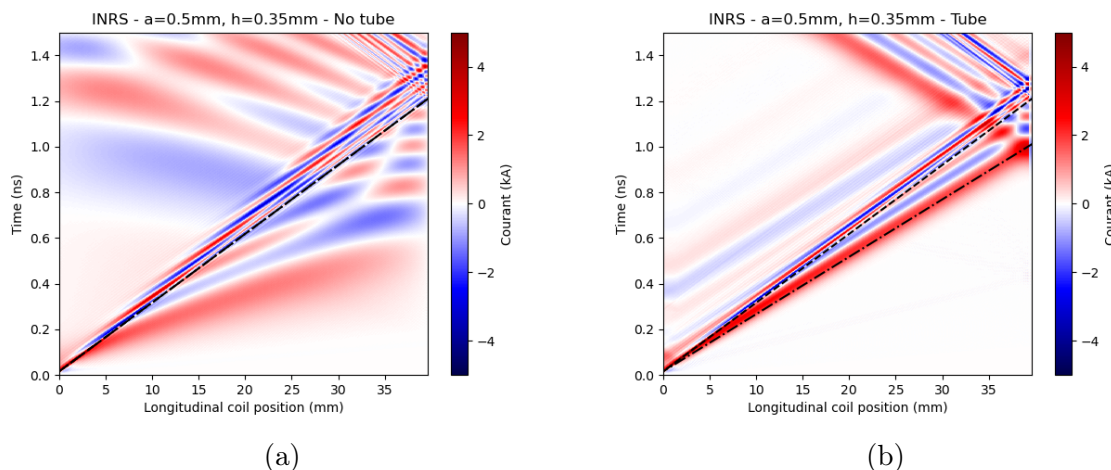 INRS - a=0.5mm, h=0.35mm - No tube
1.4
1.2
1.0
0.8
0.6
0.4
0.2
0.0
Time (ns)
0 5 10 15 20 25 30 35
Longitudinal coil position (mm)
4
2
0
−2
−4
Courant (kA)
(a)
INRS - a=0.5mm, h=0.35mm - Tube
1.4
1.2
1.0
0.8
0.6
0.4
0.2
0.0
Time (ns)
0 5 10 15 20 25 30 35
Longitudinal coil position (mm)
4
2
0
−2
−4
Courant (kA)
(b)